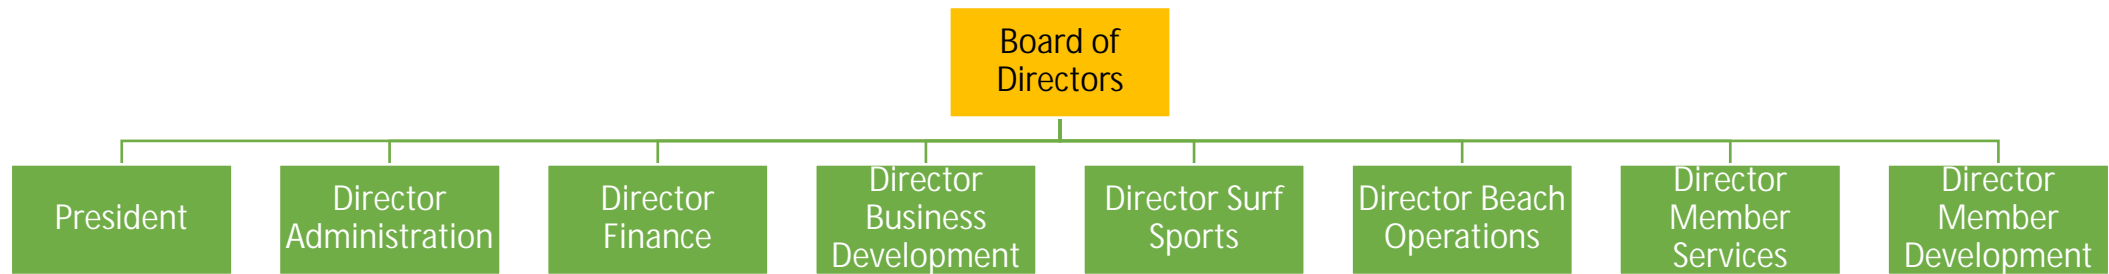 Board of
Directors
President
Director
Administration
Director
Finance
Director
Business
Development
Director Surf
Sports
Director Beach
Operations
Director
Member
Services
Director
Member
Development